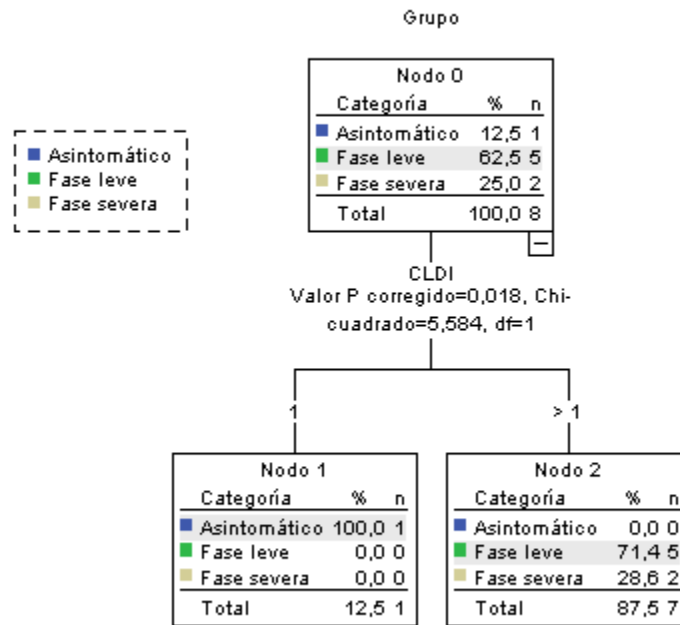 Grupo
Asintomático
Fase leve
Fase severa
Nodo 0
Categoría % n
Asintomático 12,5 1
Fase leve 62,5 5
Fase severa 25,0 2
Total 100,0 8
CLDI
Valor P corregido=0,018, Chi-
cuadrado=5,584, df=1
1
> 1
Nodo 1
Categoría % n
Asintomático 100,0 1
Fase leve 0,0 0
Fase severa 0,0 0
Total 12,5 1
Nodo 2
Categoría % n
Asintomático 0,0 0
Fase leve 71,4 5
Fase severa 28,6 2
Total 87,5 7